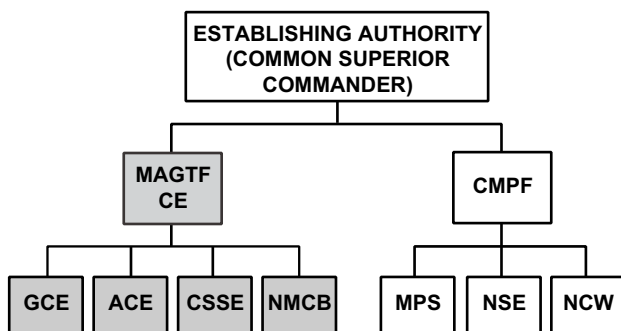 ESTABLISHING AUTHORITY
(COMMON SUPERIOR
COMMANDER)
MAGTF
CE
CMPF
GCE
ACE
CSSE
NMCB
MPS
NSE
NCW